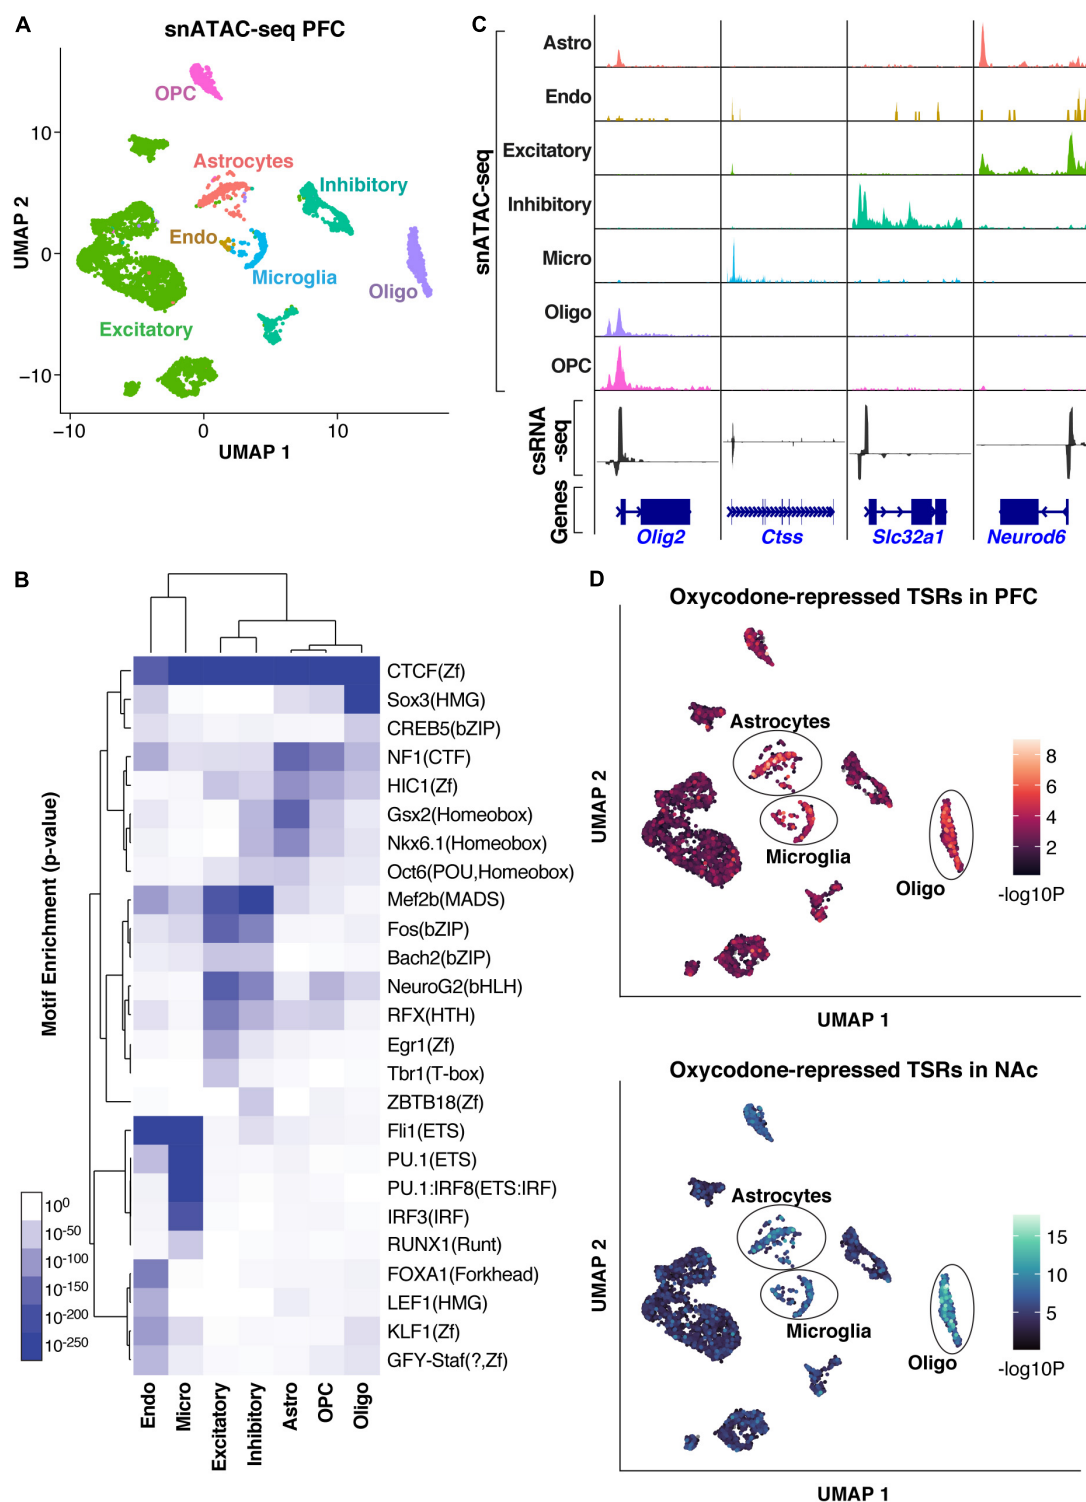 A
snATAC-seq PFC
OPC
Astrocytes
Inhibitory
Endo
Microglia
Oligo
Excitatory
UMAP 2
10
0
−10
−10
0
10
UMAP 1
C
snATAC-seq
Astro
Endo
Excitatory
Inhibitory
Micro
Oligo
OPC
csRNA
-seq
Genes
Olig2
Ctss
Slc32a1
Neurod6
B
Motif Enrichment (p-value)
CTCF(Zf)
Sox3(HMG)
CREB5(bZIP)
NF1(CTF)
HIC1(Zf)
Gsx2(Homeobox)
Nkx6.1(Homeobox)
Oct6(POU,Homeobox)
Mef2b(MADS)
Fos(bZIP)
Bach2(bZIP)
NeuroG2(bHLH)
RFX(HTH)
Egr1(Zf)
Tbr1(T-box)
ZBTB18(Zf)
Fli1(ETS)
PU.1(ETS)
PU.1:IRF8(ETS:IRF)
IRF3(IRF)
RUNX1(Runt)
FOXA1(Forkhead)
LEF1(HMG)
KLF1(Zf)
GFY-Staf(?,Zf)
10^0
10^-50
10^-100
10^-150
10^-200
10^-250
Endo
Micro
Excitatory
Inhibitory
Astro
OPC
Oligo
D
Oxycodone-repressed TSRs in PFC
Astrocytes
Microglia
Oligo
UMAP 2
UMAP 1
8
6
4
2
-log10P
Oxycodone-repressed TSRs in NAc
Astrocytes
Microglia
Oligo
UMAP 2
UMAP 1
15
10
5
-log10P